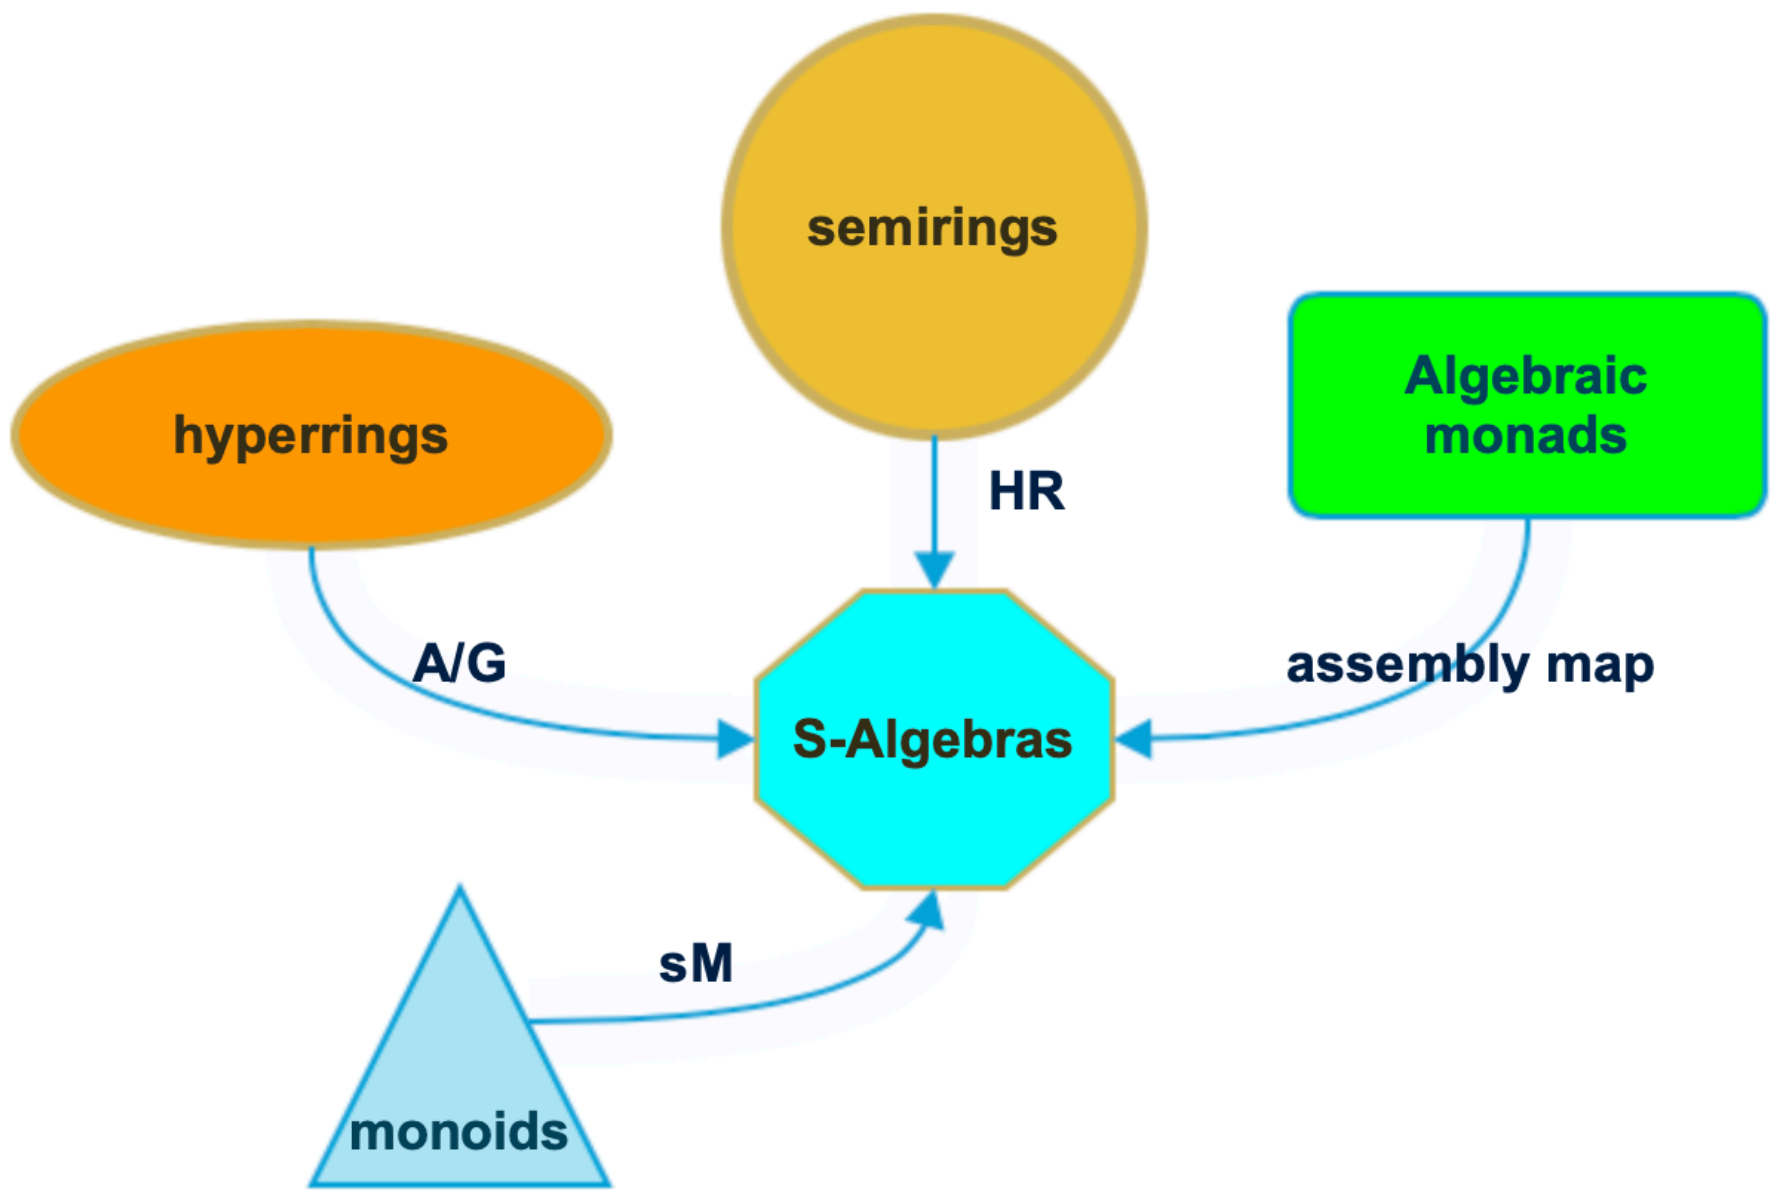 semirings
Algebraic
monads
hyperrings
HR
A/G
assembly map
S-Algebras
sM
monoids